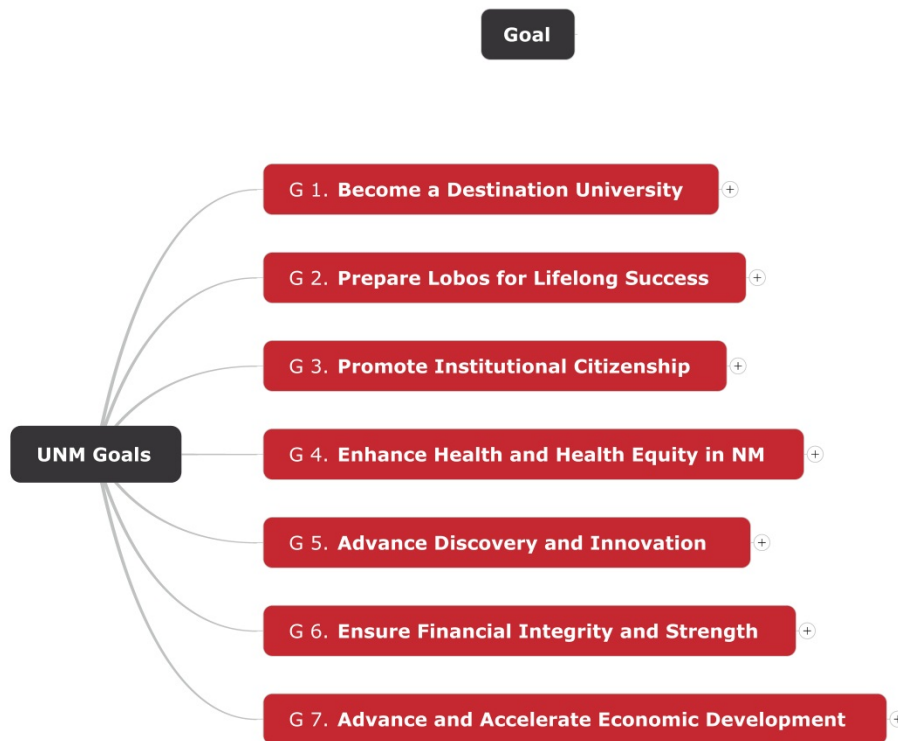 Goal
G 1. Become a Destination University
G 2. Prepare Lobos for Lifelong Success
G 3. Promote Institutional Citizenship
UNM Goals
G 4. Enhance Health and Health Equity in NM
G 5. Advance Discovery and Innovation
G 6. Ensure Financial Integrity and Strength
G 7. Advance and Accelerate Economic Development